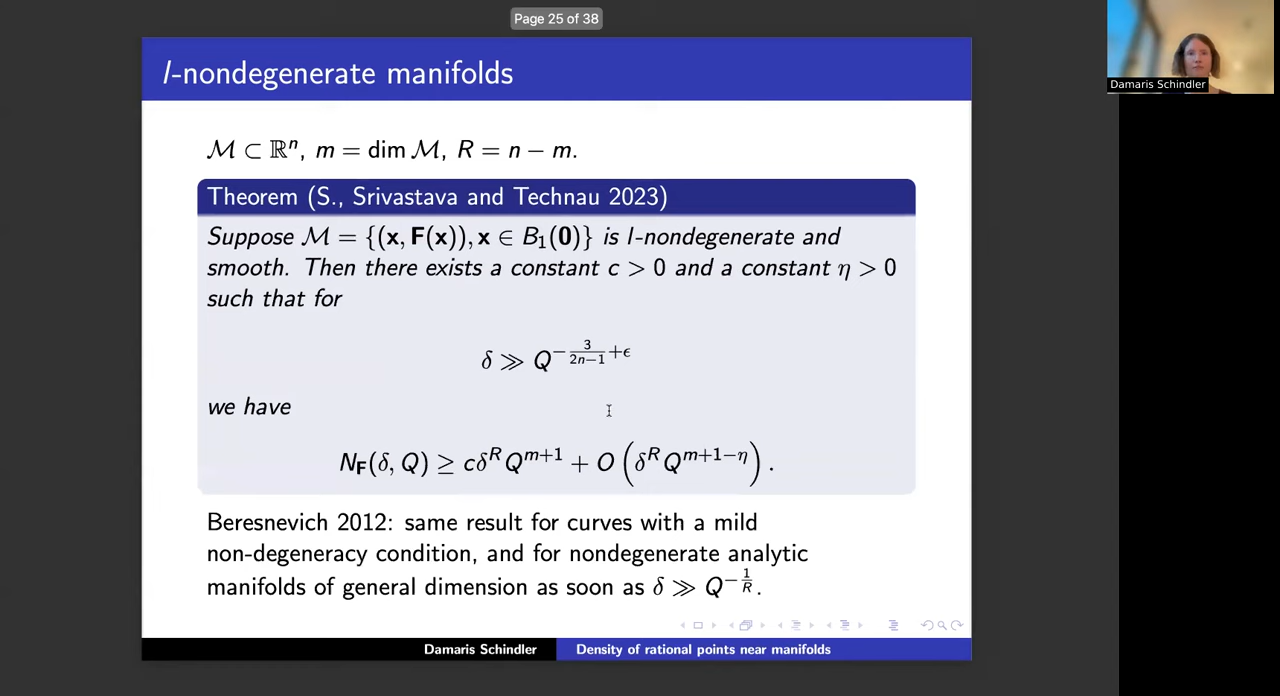 Page 25 of 38
l-nondegenerate manifolds
Damaris Schindler
ℳ ⊂ ℝⁿ, m = dim ℳ, R = n − m.
Theorem (S., Srivastava and Technau 2023)
Suppose ℳ = {(x, F(x)), x ∈ B₁(0)} is l-nondegenerate and
smooth. Then there exists a constant c > 0 and a constant η > 0
such that for
δ ≫ Q^{−\frac{3}{2n−1}+ϵ}
we have
N_F(δ, Q) ≥ cδ^R Q^{m+1} + O(δ^R Q^{m+1−η}).
Beresnevich 2012: same result for curves with a mild
non-degeneracy condition, and for nondegenerate analytic
manifolds of general dimension as soon as δ ≫ Q^{−\frac{1}{R}}.
Damaris Schindler
Density of rational points near manifolds